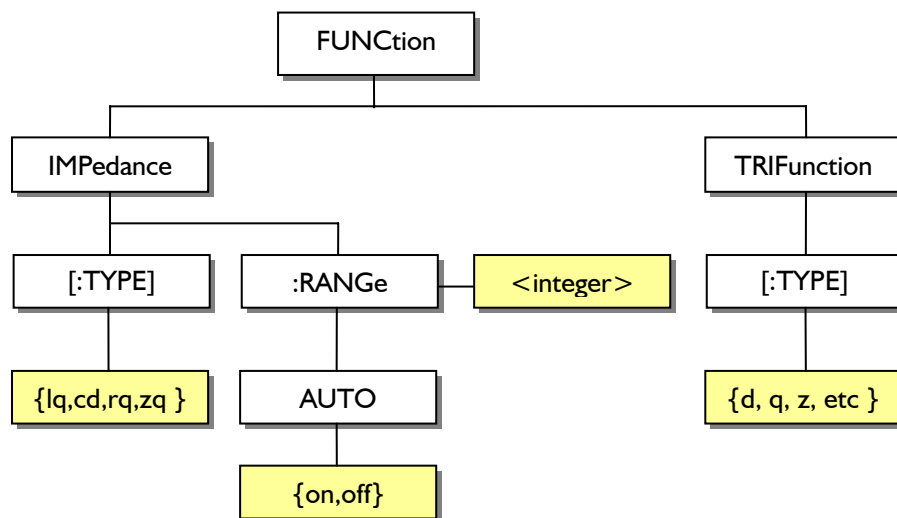 FUNCtion
IMPedance
TRIFunction
[:TYPE]
:RANGe
<integer>
[:TYPE]
{lq,cd,rq,zq }
AUTO
{d, q, z, etc }
{on,off}